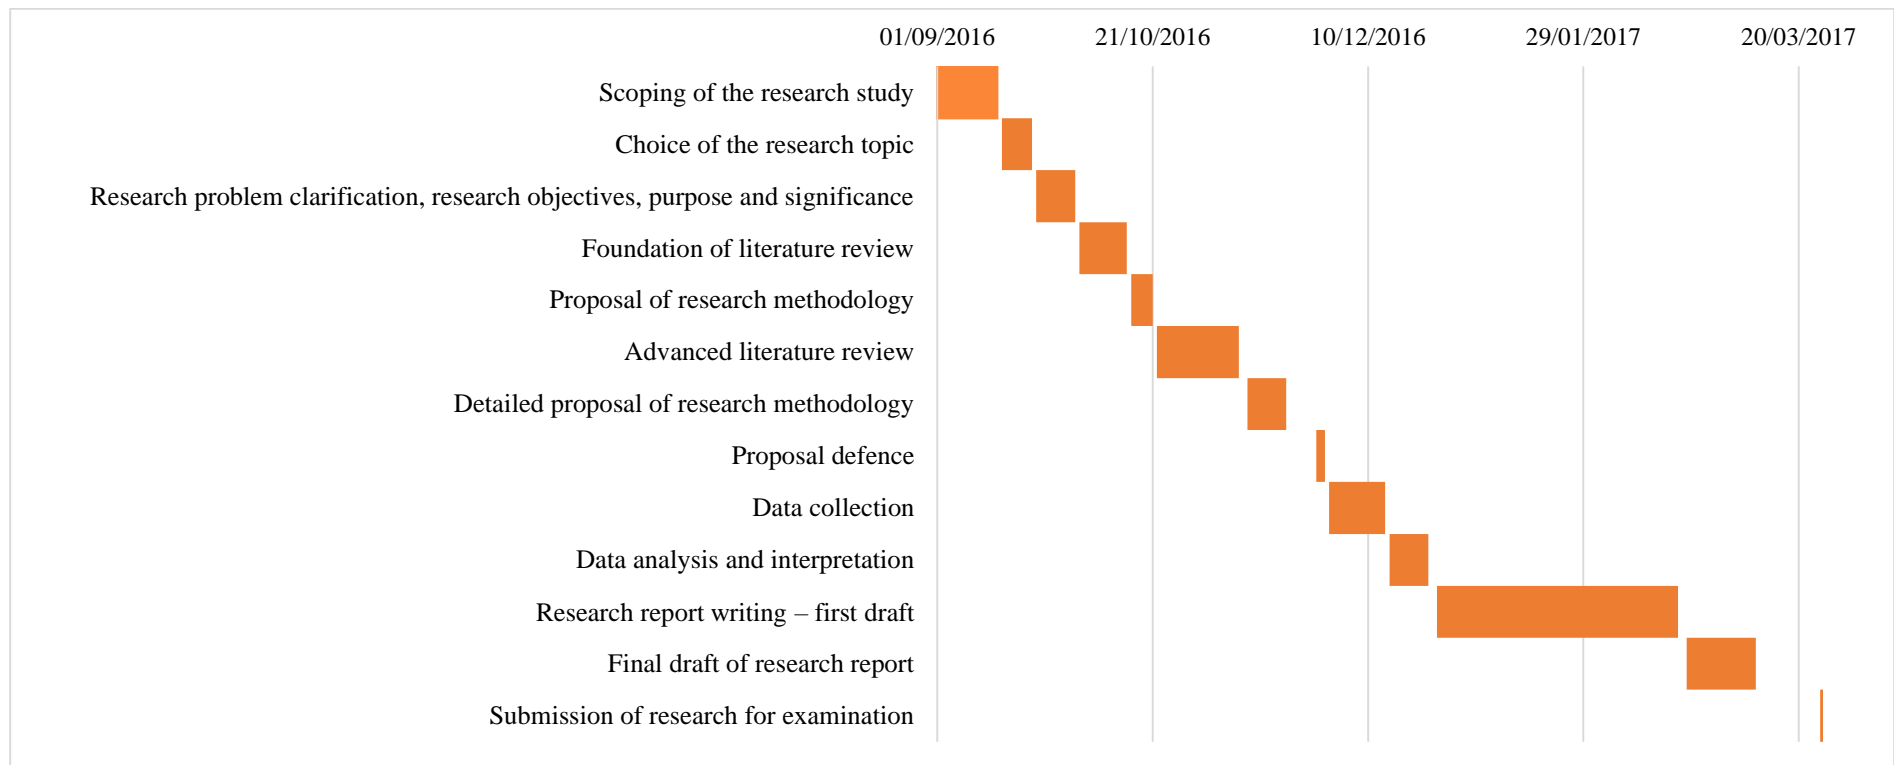 01/09/2016 21/10/2016 10/12/2016 29/01/2017 20/03/2017
Scoping of the research study
Choice of the research topic
Research problem clarification, research objectives, purpose and significance
Foundation of literature review
Proposal of research methodology
Advanced literature review
Detailed proposal of research methodology
Proposal defence
Data collection
Data analysis and interpretation
Research report writing – first draft
Final draft of research report
Submission of research for examination